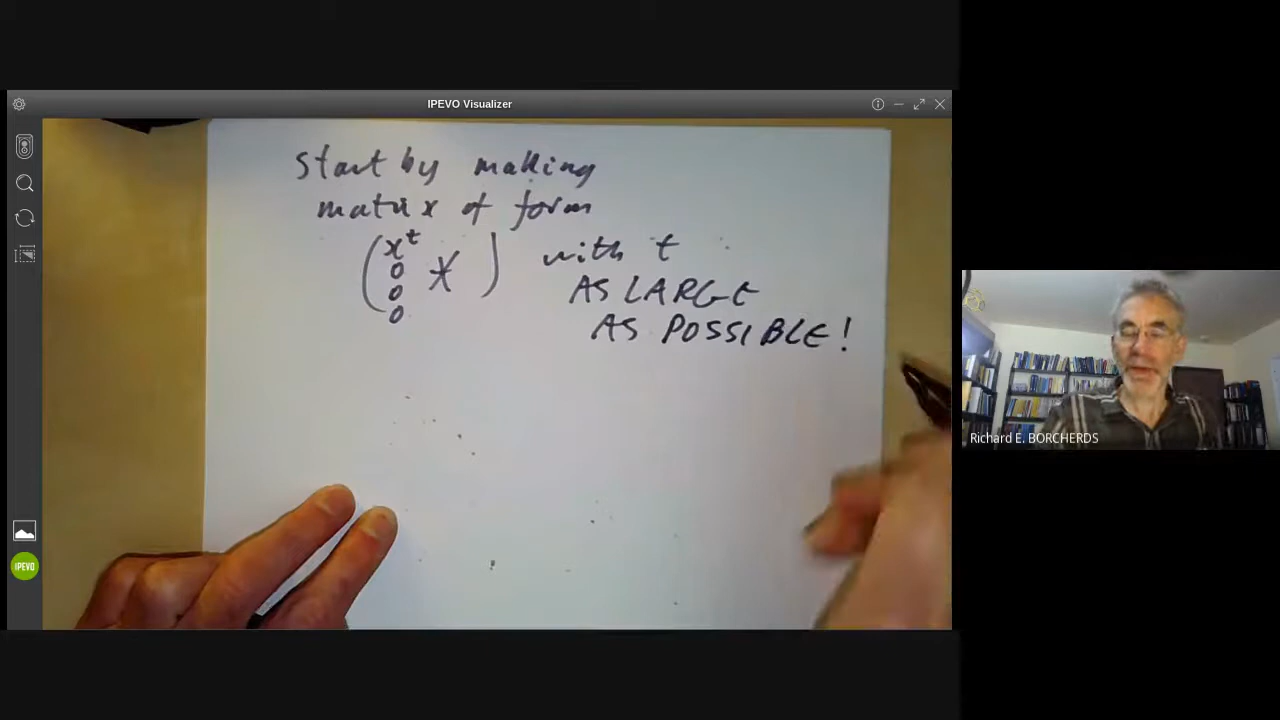 IPEVO Visualizer
Start by making
matrix of form
(x^t * ) with t
0
0
0
AS LARGE
AS POSSIBLE!
Richard E. BORCHERDS
IPEVO